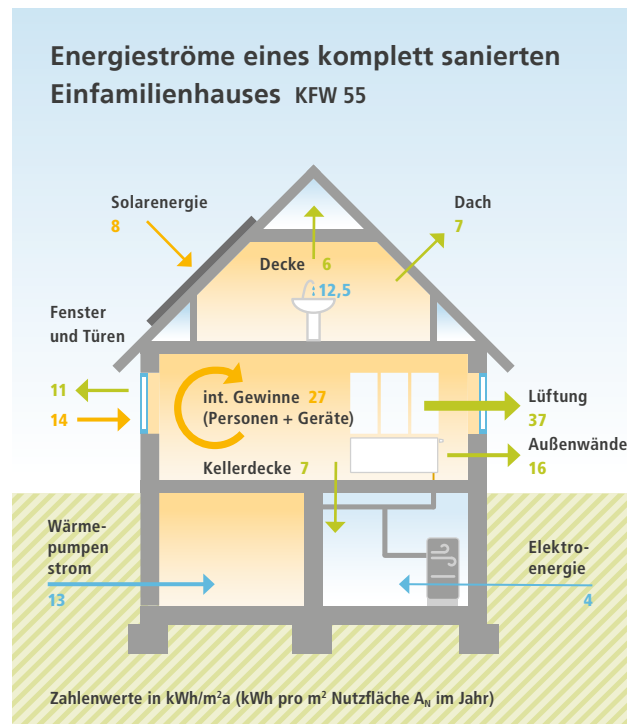 Energieströme eines komplett sanierten
Einfamilienhauses KFW 55
Solarenergie
8
Dach
7
Decke 6
12,5
Fenster
und Türen
11
14
int. Gewinne 27
(Personen + Geräte)
Lüftung
37
Außenwände
16
Kellerdecke 7
Wärme-
pumpen
strom
13
Elektro-
energie
4
Zahlenwerte in kWh/m²a (kWh pro m² Nutzfläche Aₙ im Jahr)